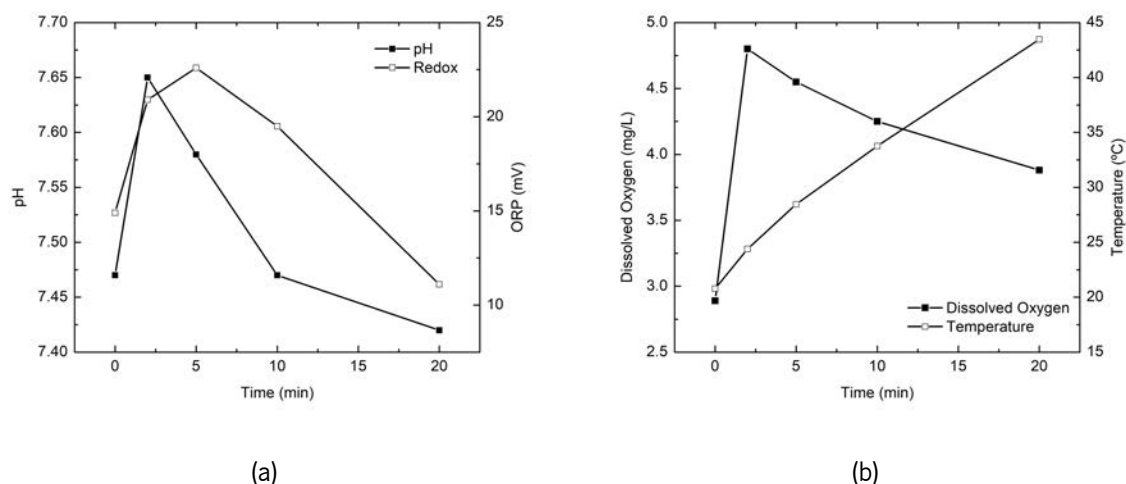 7.70
7.65
7.60
7.55
7.50
7.45
7.40
pH
25
20
15
10
ORP (mV)
pH
Redox
0 5 10 15 20
Time (min)
(a)
5.0
4.5
4.0
3.5
3.0
2.5
Dissolved Oxygen (mg/L)
45
40
35
30
25
20
15
Temperature (ºC)
Dissolved Oxygen
Temperature
0 5 10 15 20
Time (min)
(b)